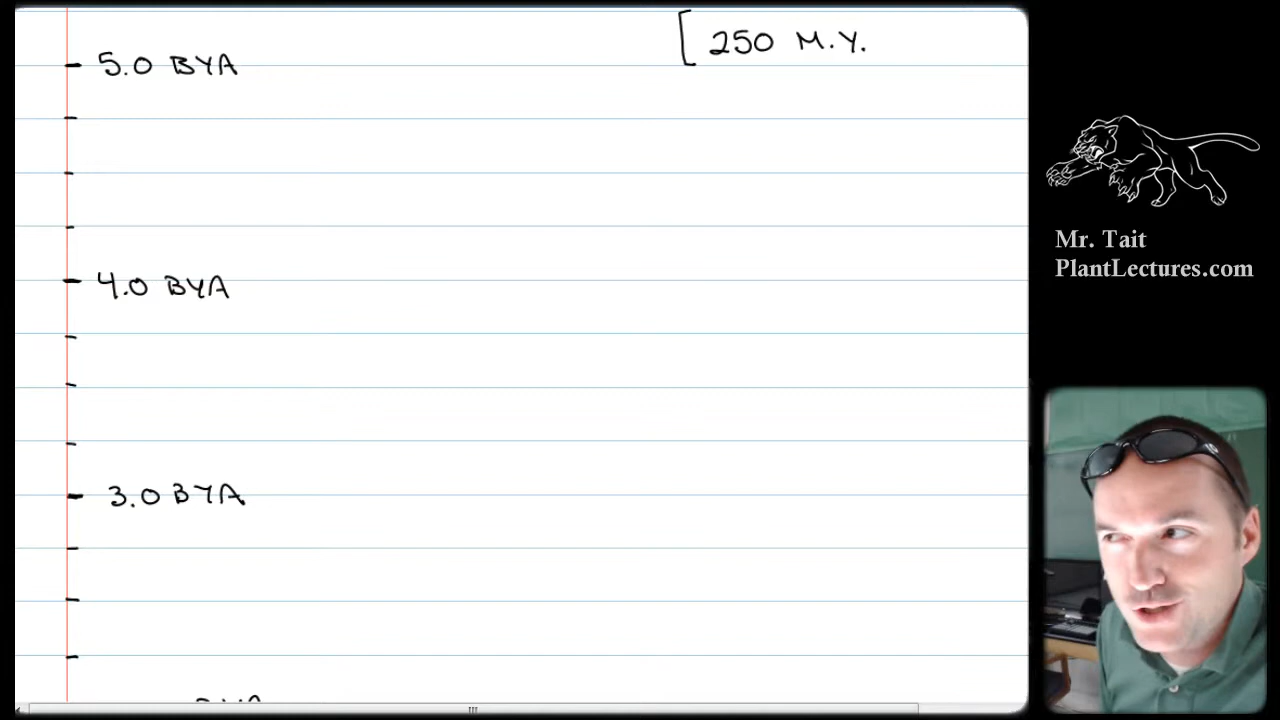 [250 M.Y.
5.0 BYA
4.0 BYA
3.0 BYA
Mr. Tait
PlantLectures.com